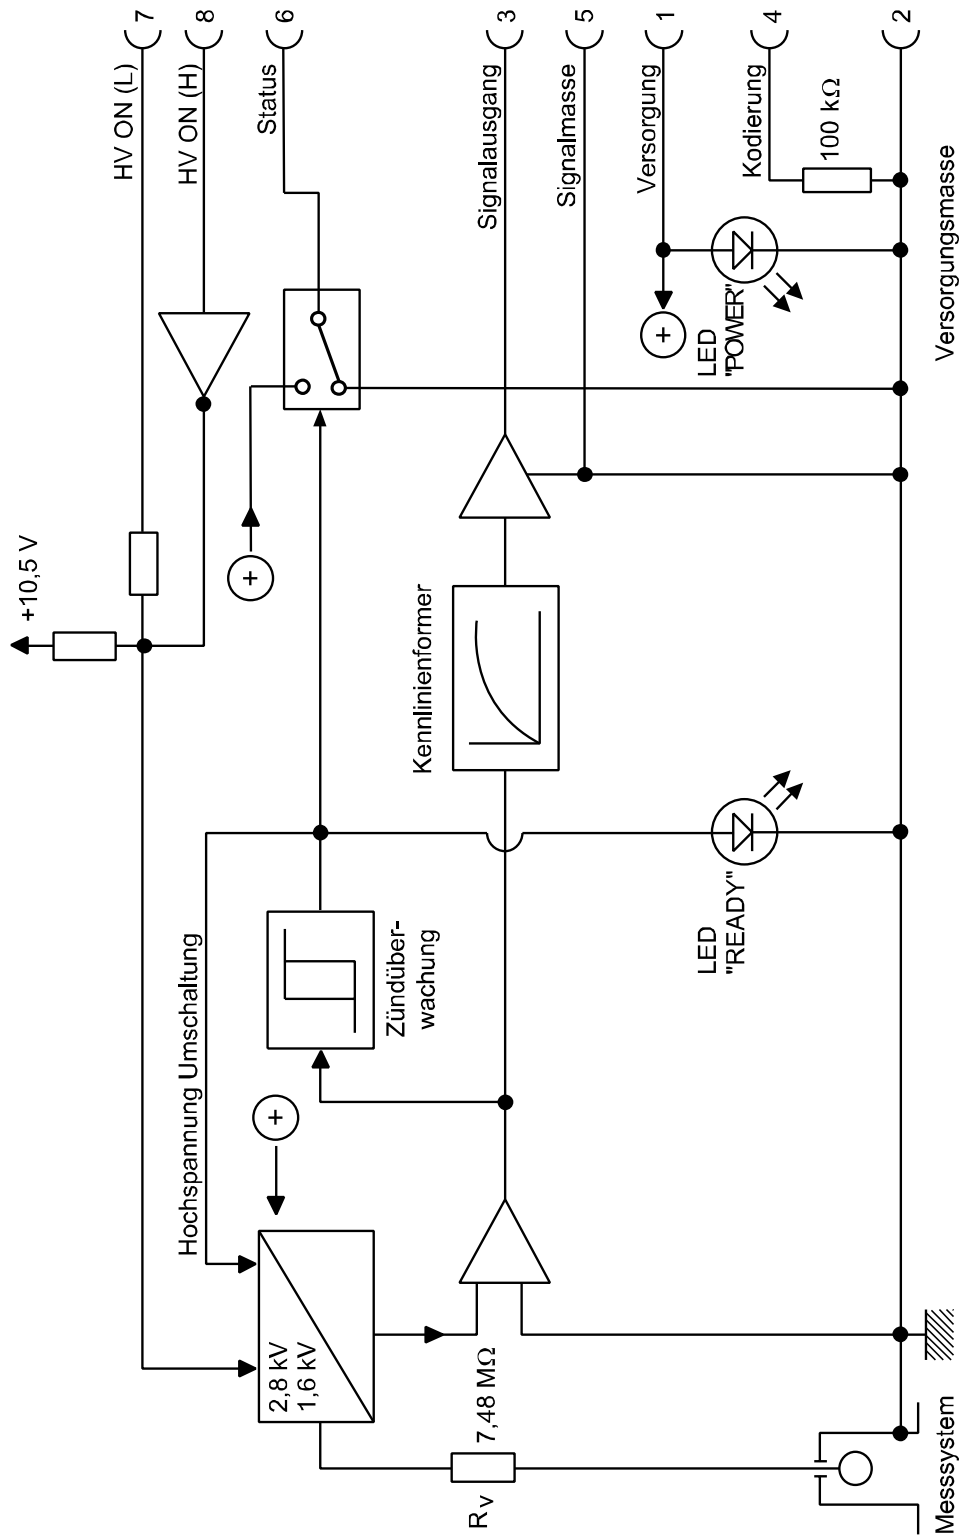 7
HV ON (L)
8
HV ON (H)
6
Status
3
Signalausgang
5
Signalmasse
1
Versorgung
4
Kodierung
100 kΩ
2
Versorgungsmasse
+10,5 V
+
+
LED
"POWER"
Kennlinienformer
Zündüber-
wachung
LED
"READY"
Hochspannung Umschaltung
+
2,8 kV
1,6 kV
7,48 MΩ
Rv
Messsystem